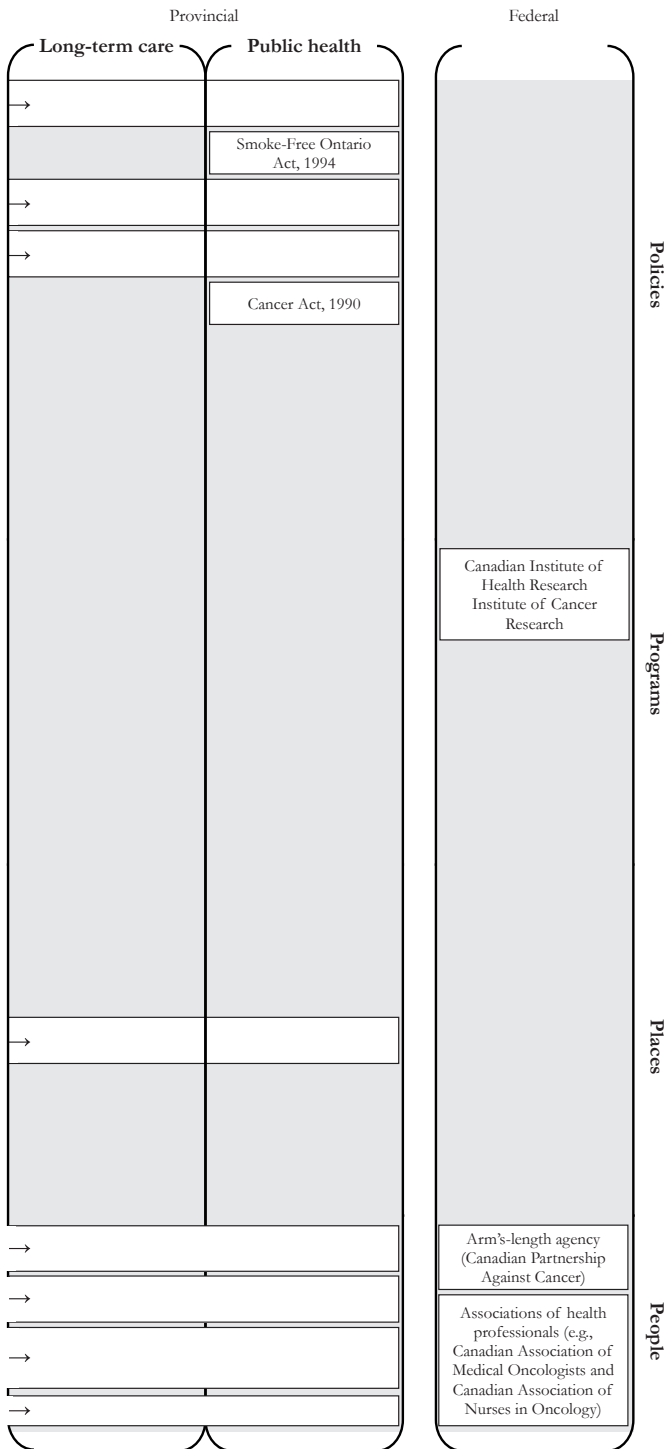 Provincial
Federal
Long-term care
Public health
→
Smoke-Free Ontario
Act, 1994
→
→
Cancer Act, 1990
Policies
Canadian Institute of
Health Research
Institute of Cancer
Research
Programs
→
Places
→
Arm's-length agency
(Canadian Partnership
Against Cancer)
→
Associations of health
professionals (e.g.,
Canadian Association of
Medical Oncologists and
Canadian Association of
Nurses in Oncology)
→
→
People